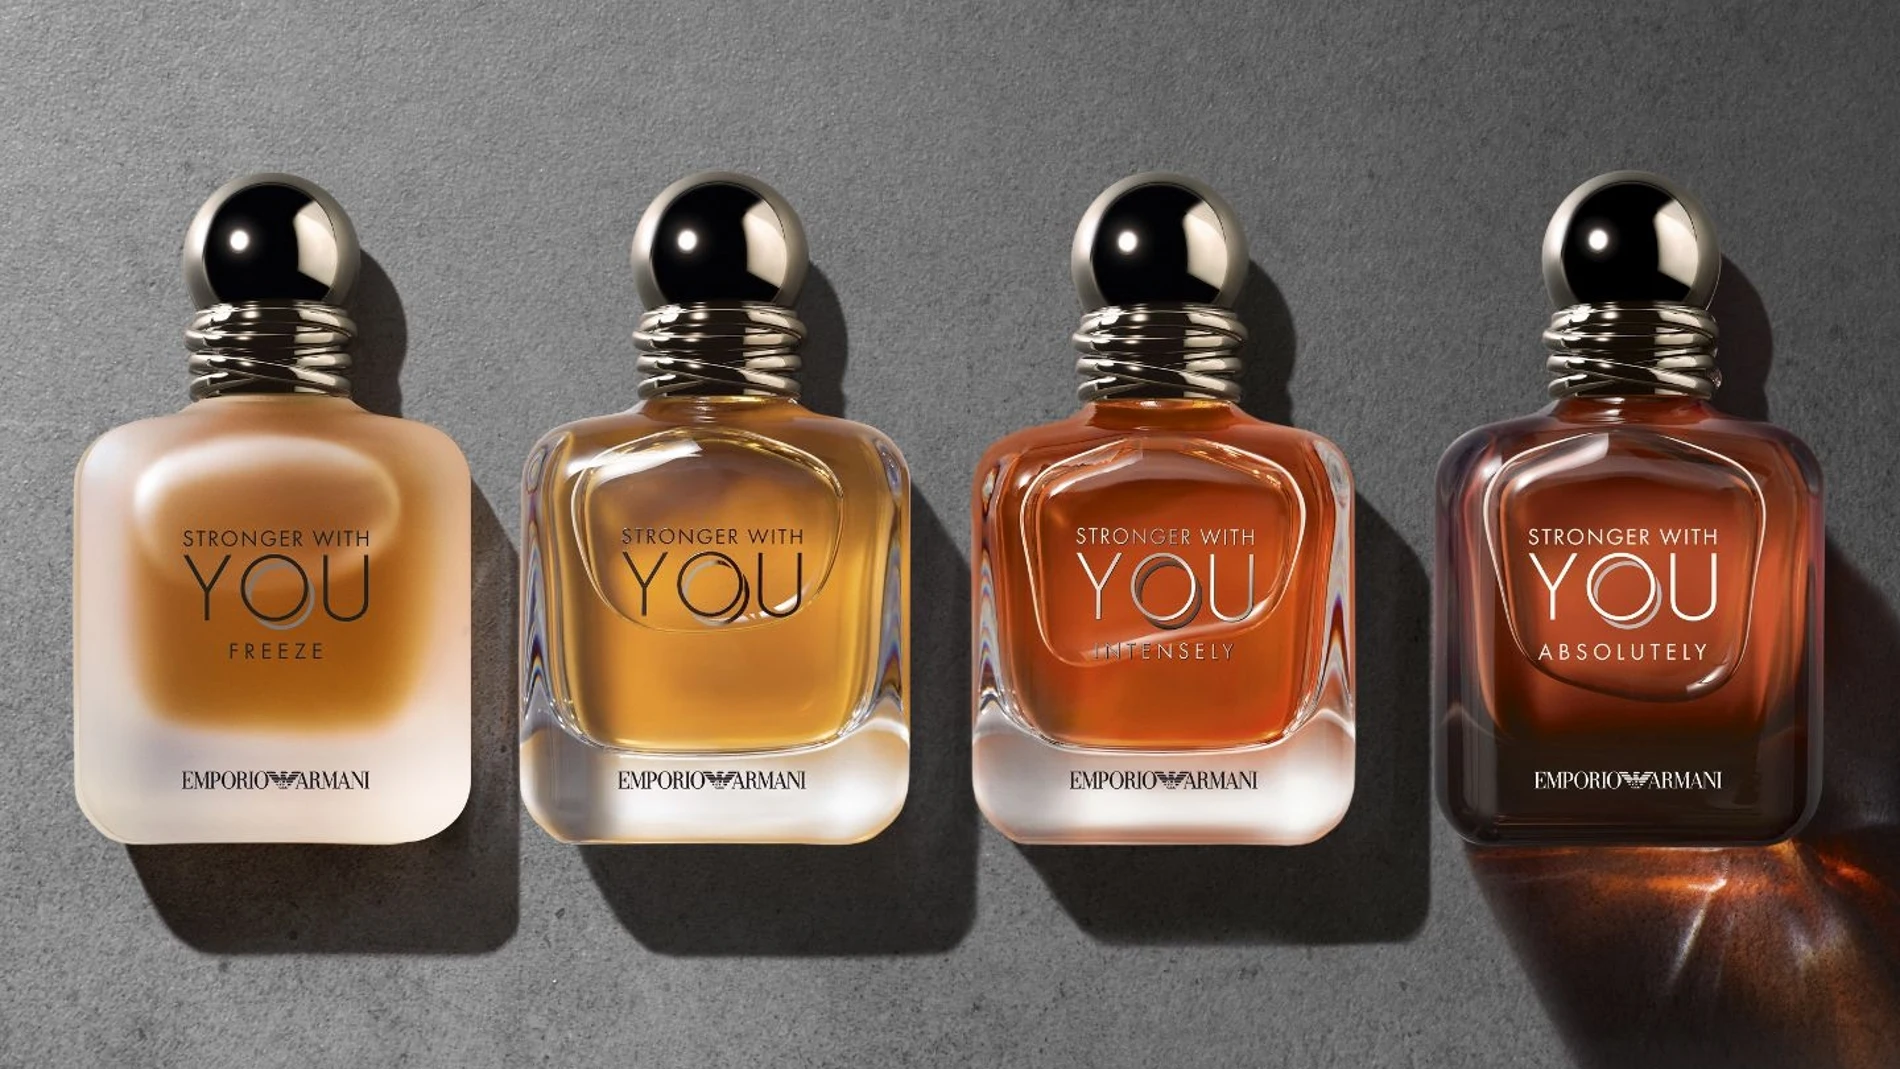 STRONGER WITH
YOU
FREEZE
EMPORIO ARMANI
STRONGER WITH
YOU
EMPORIO ARMANI
STRONGER WITH
YOU
INTENSELY
EMPORIO ARMANI
STRONGER WITH
YOU
ABSOLUTELY
EMPORIO ARMANI